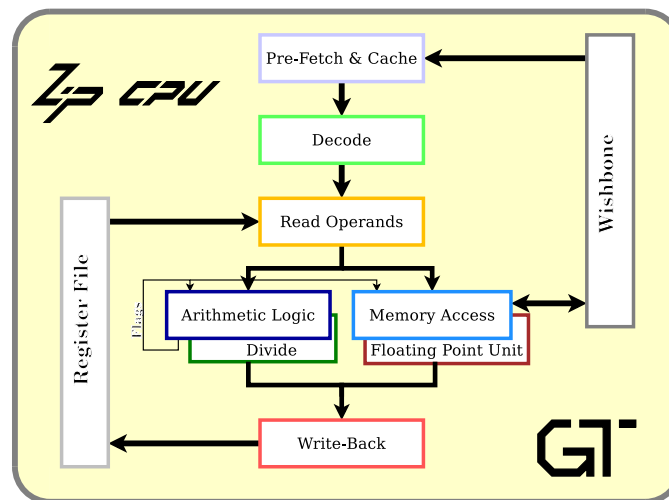 Zip CPU
Pre-Fetch & Cache
Decode
Read Operands
Wishbone
Register File
Flags
Arithmetic Logic
Memory Access
Divide
Floating Point Unit
Write-Back
GT